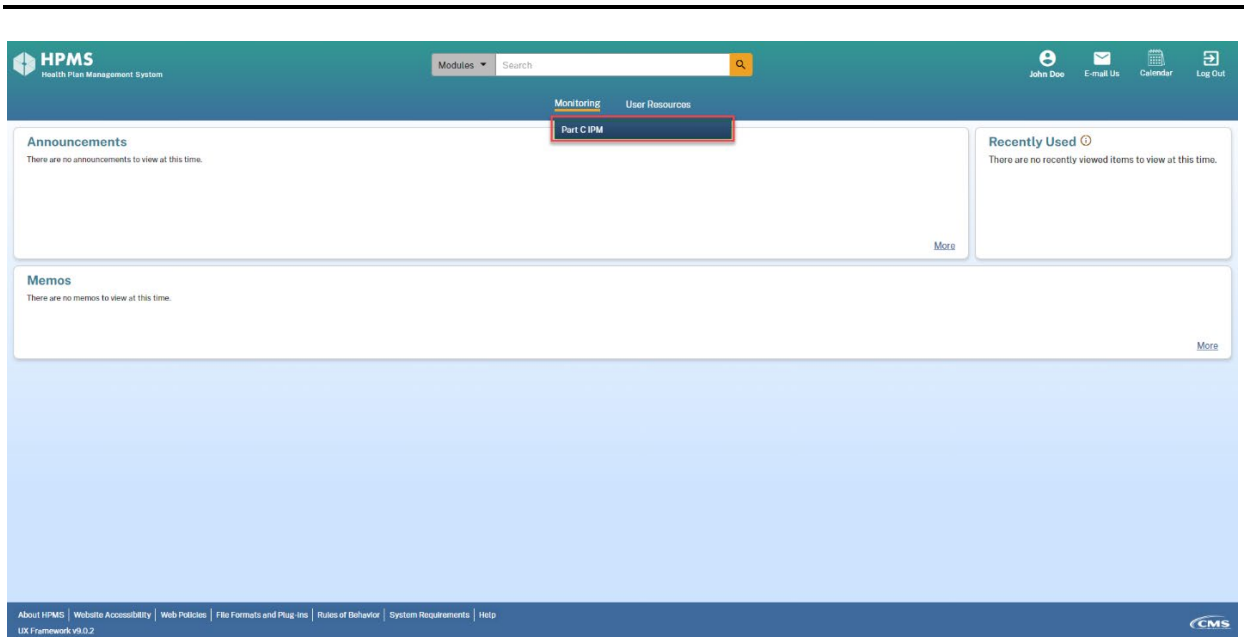 HPMS
Health Plan Management System
Modules Search
John Doe E-mail Us Calendar Log Out
Monitoring User Resources
Part C IPM
Announcements
There are no announcements to view at this time.
More
Recently Used
There are no recently viewed items to view at this time.
Memos
There are no memos to view at this time.
More
About HPMS | Website Accessibility | Web Policies | File Formats and Plug-ins | Rules of Behavior | System Requirements | Help
UX Framework v9.0.2
CMS